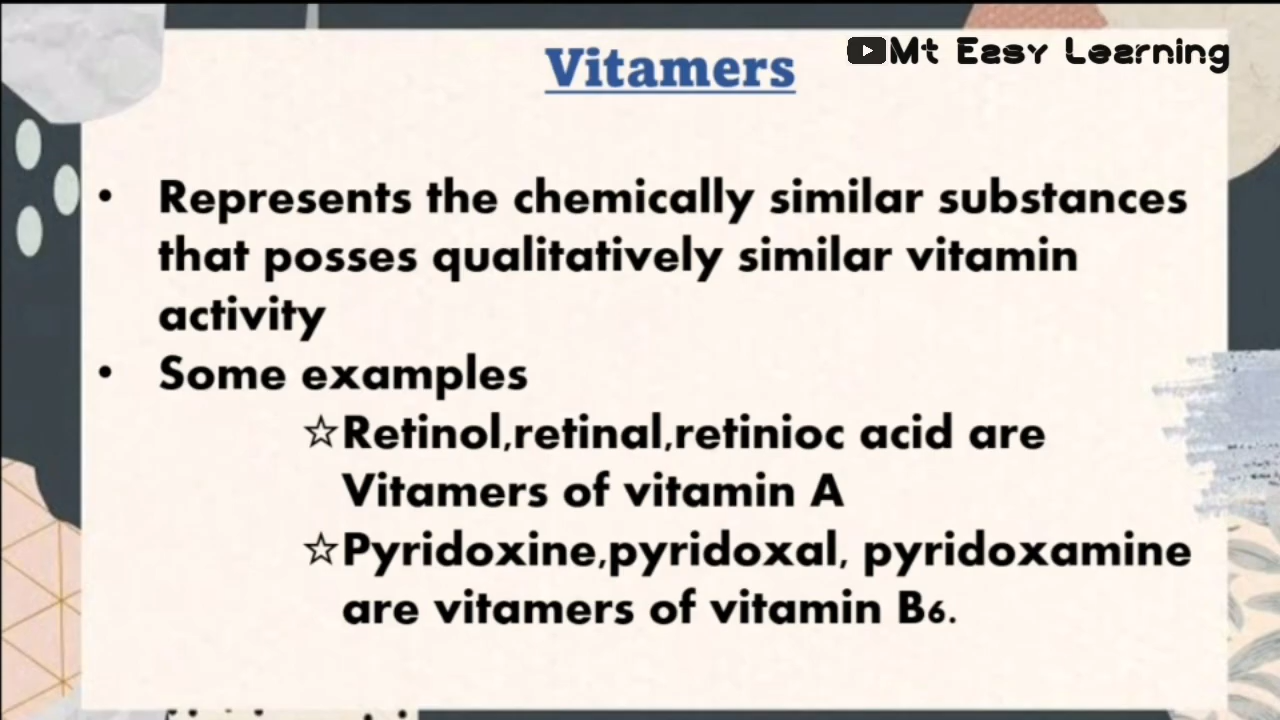 Vitamers
Mt Easy Learning
• Represents the chemically similar substances
that posses qualitatively similar vitamin
activity
• Some examples
☆Retinol,retinal,retinioc acid are
Vitamers of vitamin A
☆Pyridoxine,pyridoxal, pyridoxamine
are vitamers of vitamin B6.